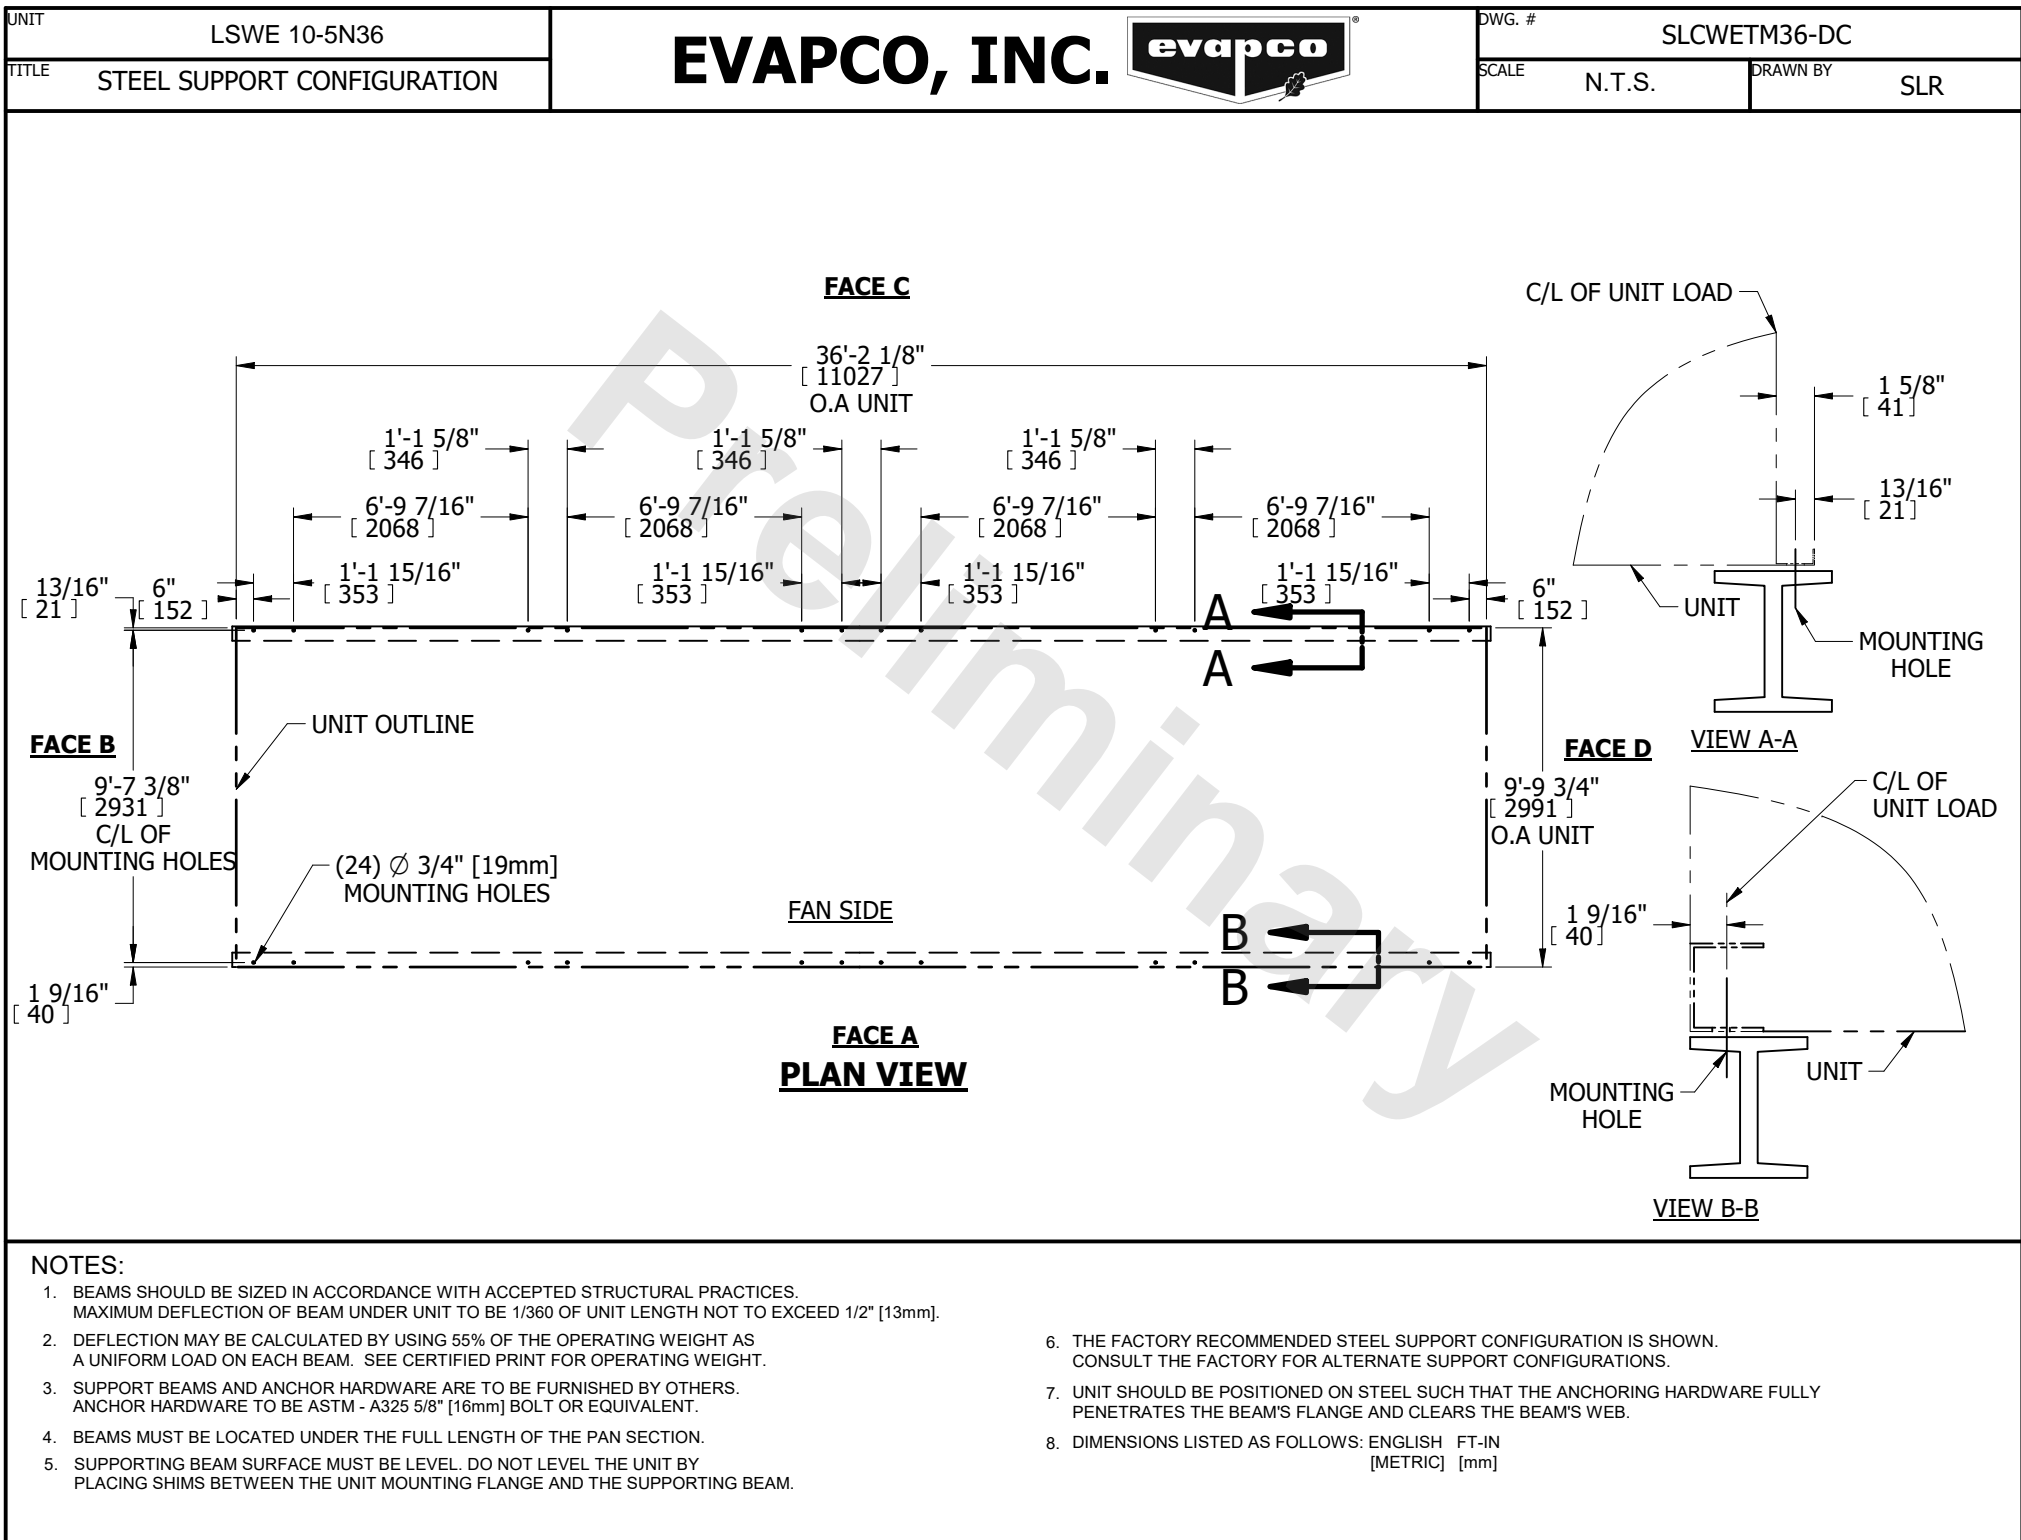 UNIT
LSWE 10-5N36
TITLE
STEEL SUPPORT CONFIGURATION
EVAPCO, INC.
evapco
®
DWG. #
SLCWETM36-DC
SCALE
N.T.S.
DRAWN BY
SLR
Preliminary
FACE C
36'-2 1/8"
[ 11027 ]
O.A UNIT
1'-1 5/8"
[ 346 ]
1'-1 5/8"
[ 346 ]
1'-1 5/8"
[ 346 ]
6'-9 7/16"
[ 2068 ]
6'-9 7/16"
[ 2068 ]
6'-9 7/16"
[ 2068 ]
6'-9 7/16"
[ 2068 ]
13/16"
[ 21 ]
6"
[ 152 ]
1'-1 15/16"
[ 353 ]
1'-1 15/16"
[ 353 ]
1'-1 15/16"
[ 353 ]
1'-1 15/16"
[ 353 ]
6"
[ 152 ]
A
A
UNIT OUTLINE
FACE B
9'-7 3/8"
[ 2931 ]
C/L OF
MOUNTING HOLES
(24) Ø 3/4" [19mm]
MOUNTING HOLES
FAN SIDE
B
B
FACE D
9'-9 3/4"
[ 2991 ]
O.A UNIT
1 9/16"
[ 40 ]
FACE A
PLAN VIEW
C/L OF UNIT LOAD
1 5/8"
[ 41 ]
13/16"
[ 21 ]
UNIT
MOUNTING
HOLE
VIEW A-A
C/L OF
UNIT LOAD
1 9/16"
[ 40 ]
UNIT
MOUNTING
HOLE
VIEW B-B
NOTES:
1. BEAMS SHOULD BE SIZED IN ACCORDANCE WITH ACCEPTED STRUCTURAL PRACTICES.
MAXIMUM DEFLECTION OF BEAM UNDER UNIT TO BE 1/360 OF UNIT LENGTH NOT TO EXCEED 1/2" [13mm].
2. DEFLECTION MAY BE CALCULATED BY USING 55% OF THE OPERATING WEIGHT AS
A UNIFORM LOAD ON EACH BEAM. SEE CERTIFIED PRINT FOR OPERATING WEIGHT.
3. SUPPORT BEAMS AND ANCHOR HARDWARE ARE TO BE FURNISHED BY OTHERS.
ANCHOR HARDWARE TO BE ASTM - A325 5/8" [16mm] BOLT OR EQUIVALENT.
4. BEAMS MUST BE LOCATED UNDER THE FULL LENGTH OF THE PAN SECTION.
5. SUPPORTING BEAM SURFACE MUST BE LEVEL. DO NOT LEVEL THE UNIT BY
PLACING SHIMS BETWEEN THE UNIT MOUNTING FLANGE AND THE SUPPORTING BEAM.
6. THE FACTORY RECOMMENDED STEEL SUPPORT CONFIGURATION IS SHOWN.
CONSULT THE FACTORY FOR ALTERNATE SUPPORT CONFIGURATIONS.
7. UNIT SHOULD BE POSITIONED ON STEEL SUCH THAT THE ANCHORING HARDWARE FULLY
PENETRATES THE BEAM'S FLANGE AND CLEARS THE BEAM'S WEB.
8. DIMENSIONS LISTED AS FOLLOWS: ENGLISH FT-IN
[METRIC] [mm]